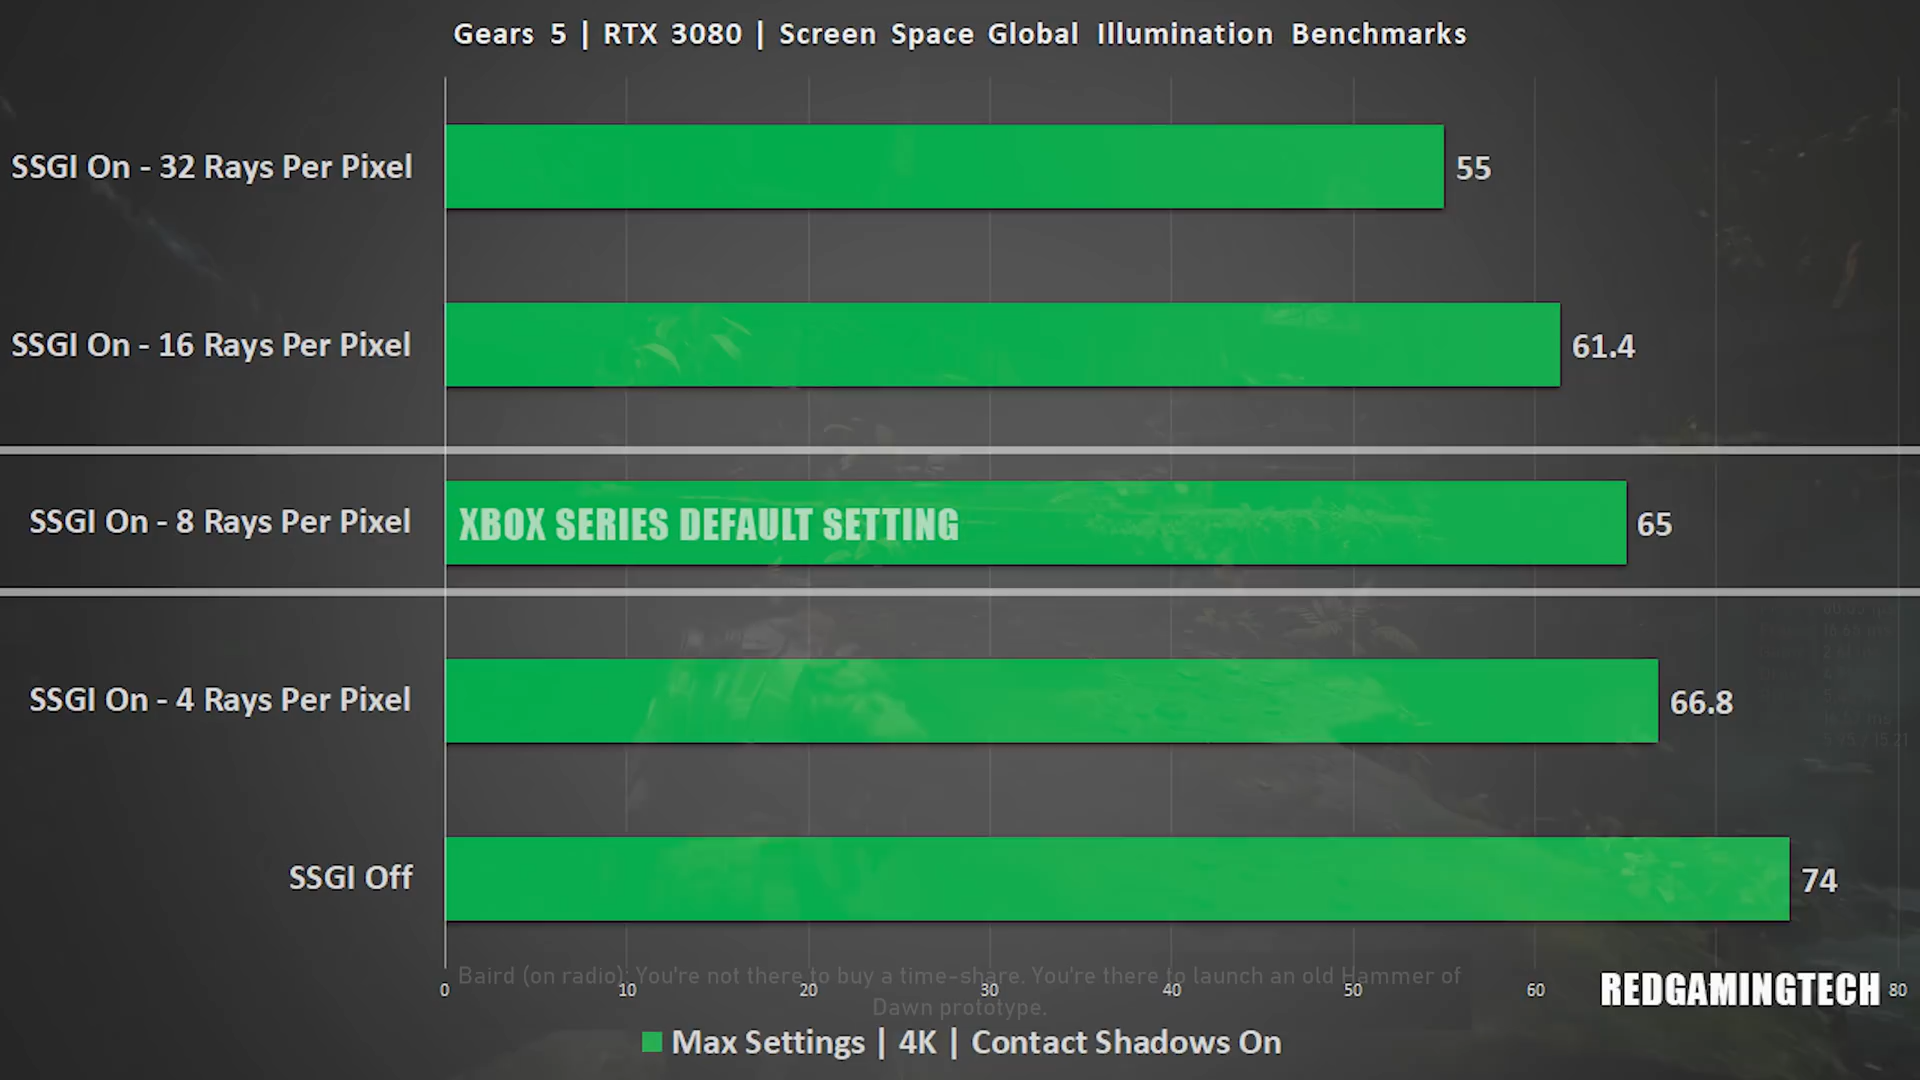 Gears 5 | RTX 3080 | Screen Space Global Illumination Benchmarks
SSGI On - 32 Rays Per Pixel
55
SSGI On - 16 Rays Per Pixel
61.4
SSGI On - 8 Rays Per Pixel
XBOX SERIES DEFAULT SETTING
65
SSGI On - 4 Rays Per Pixel
66.8
SSGI Off
74
Baird (on radio): You're not there to buy a time-share. You're there to launch an old Hammer of
Dawn prototype.
0 10 20 30 40 50 60 80
REDGAMINGTECH
Max Settings | 4K | Contact Shadows On